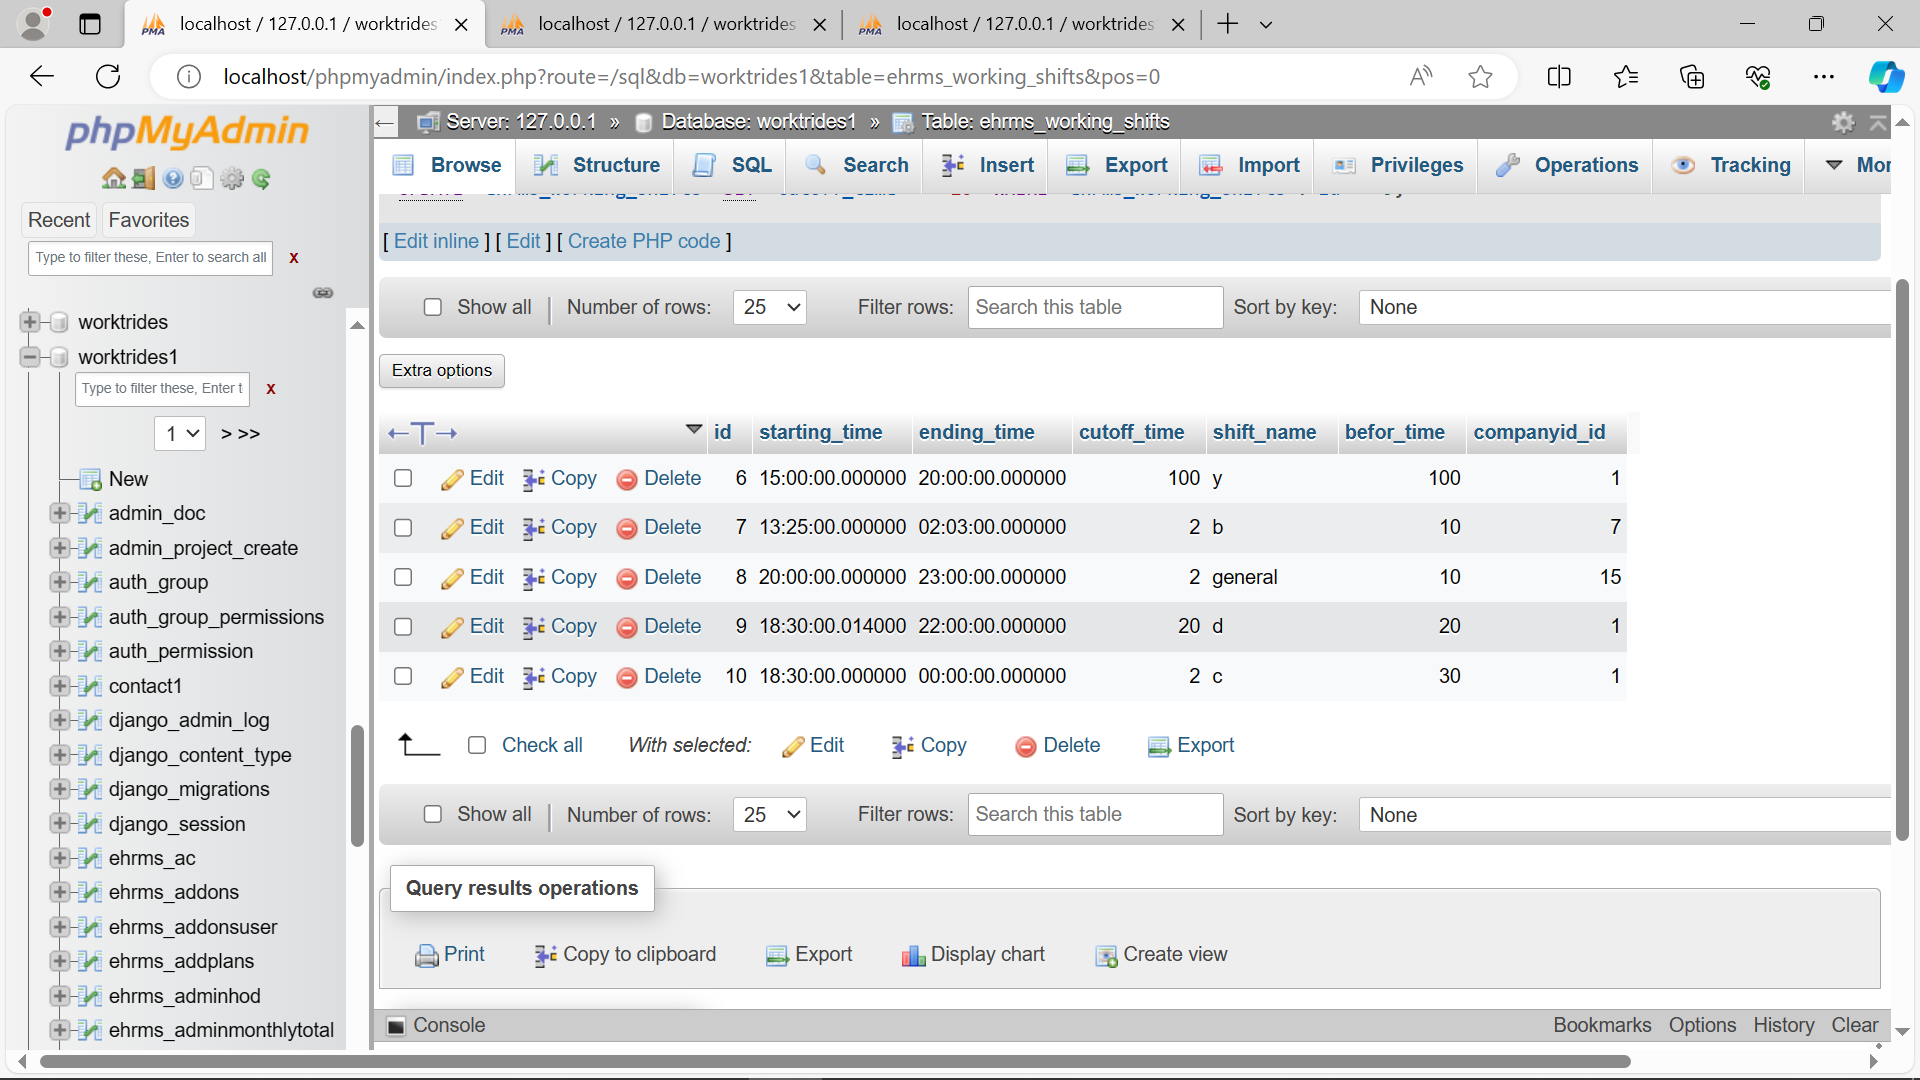 localhost / 127.0.0.1 / worktrides
localhost / 127.0.0.1 / worktrides
localhost / 127.0.0.1 / worktrides
localhost/phpmyadmin/index.php?route=/sql&db=worktrides1&table=ehrms_working_shifts&pos=0
phpMyAdmin
Recent Favorites
Type to filter these, Enter to search all x
worktrides
worktrides1
Type to filter these, Enter t x
1 > >>
New
admin_doc
admin_project_create
auth_group
auth_group_permissions
auth_permission
contact1
django_admin_log
django_content_type
django_migrations
django_session
ehrms_ac
ehrms_addons
ehrms_addonsuser
ehrms_addplans
ehrms_adminhod
ehrms_adminmonthlytotal
Server: 127.0.0.1 » Database: worktrides1 » Table: ehrms_working_shifts
Browse Structure SQL Search Insert Export Import Privileges Operations Tracking Mor
[ Edit inline ] [ Edit ] [ Create PHP code ]
Show all | Number of rows: 25 Filter rows: Search this table Sort by key: None
Extra options
←T→ id starting_time ending_time cutoff_time shift_name befor_time companyid_id
Edit Copy Delete 6 15:00:00.000000 20:00:00.000000 100 y 100 1
Edit Copy Delete 7 13:25:00.000000 02:03:00.000000 2 b 10 7
Edit Copy Delete 8 20:00:00.000000 23:00:00.000000 2 general 10 15
Edit Copy Delete 9 18:30:00.014000 22:00:00.000000 20 d 20 1
Edit Copy Delete 10 18:30:00.000000 00:00:00.000000 2 c 30 1
Check all With selected: Edit Copy Delete Export
Show all | Number of rows: 25 Filter rows: Search this table Sort by key: None
Query results operations
Print Copy to clipboard Export Display chart Create view
Console Bookmarks Options History Clear